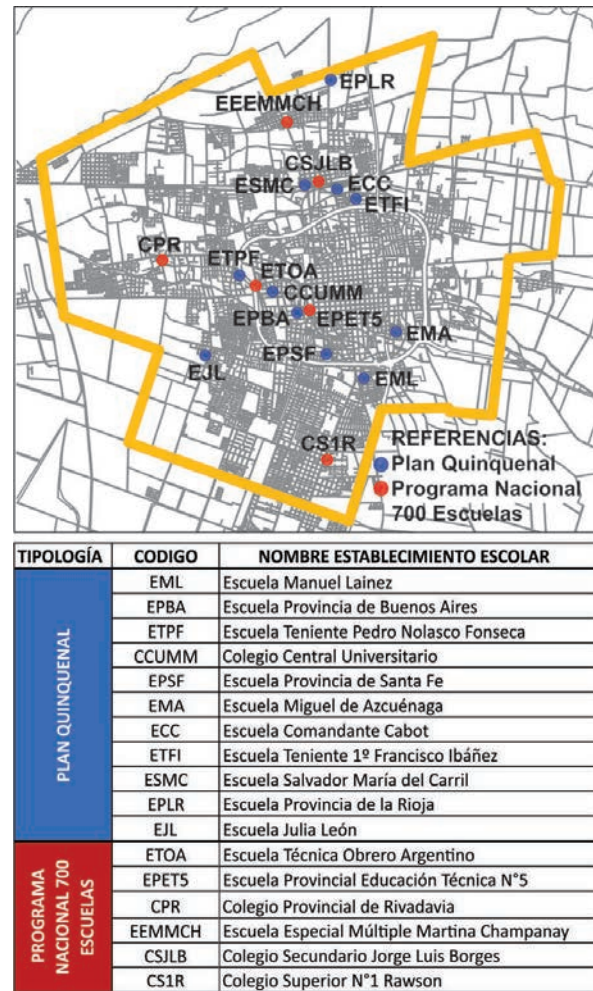 EPLR
EEEMMCH
CSJLB
ESMC
ECC
ETFI
CPR
ETPF
ETOA
CCUMM
EPBA
EPET5
EMA
EPSF
EJL
EML
CS1R
REFERENCIAS:
Plan Quinquenal
Programa Nacional
700 Escuelas
TIPOLOGÍA CODIGO NOMBRE ESTABLECIMIENTO ESCOLAR
PLAN QUINQUENAL
EML Escuela Manuel Lainez
EPBA Escuela Provincia de Buenos Aires
ETPF Escuela Teniente Pedro Nolasco Fonseca
CCUMM Colegio Central Universitario
EPSF Escuela Provincia de Santa Fe
EMA Escuela Miguel de Azcuénaga
ECC Escuela Comandante Cabot
ETFI Escuela Teniente 1º Francisco Ibáñez
ESMC Escuela Salvador María del Carril
EPLR Escuela Provincia de la Rioja
EJL Escuela Julia León
PROGRAMA
NACIONAL 700
ESCUELAS
ETOA Escuela Técnica Obrero Argentino
EPET5 Escuela Provincial Educación Técnica N°5
CPR Colegio Provincial de Rivadavia
EEMMCH Escuela Especial Múltiple Martina Champanay
CSJLB Colegio Secundario Jorge Luis Borges
CS1R Colegio Superior N°1 Rawson